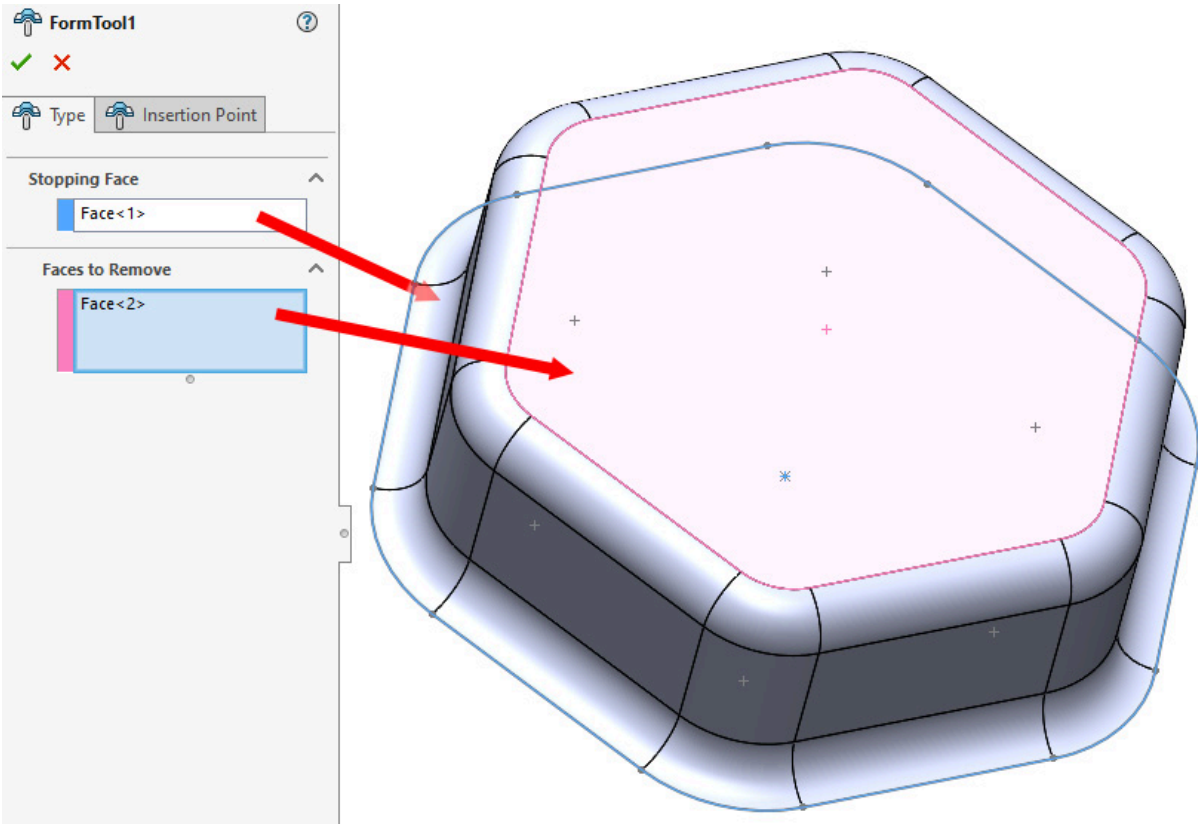 FormTool1
Type
Insertion Point
Stopping Face
Face<1>
Faces to Remove
Face<2>